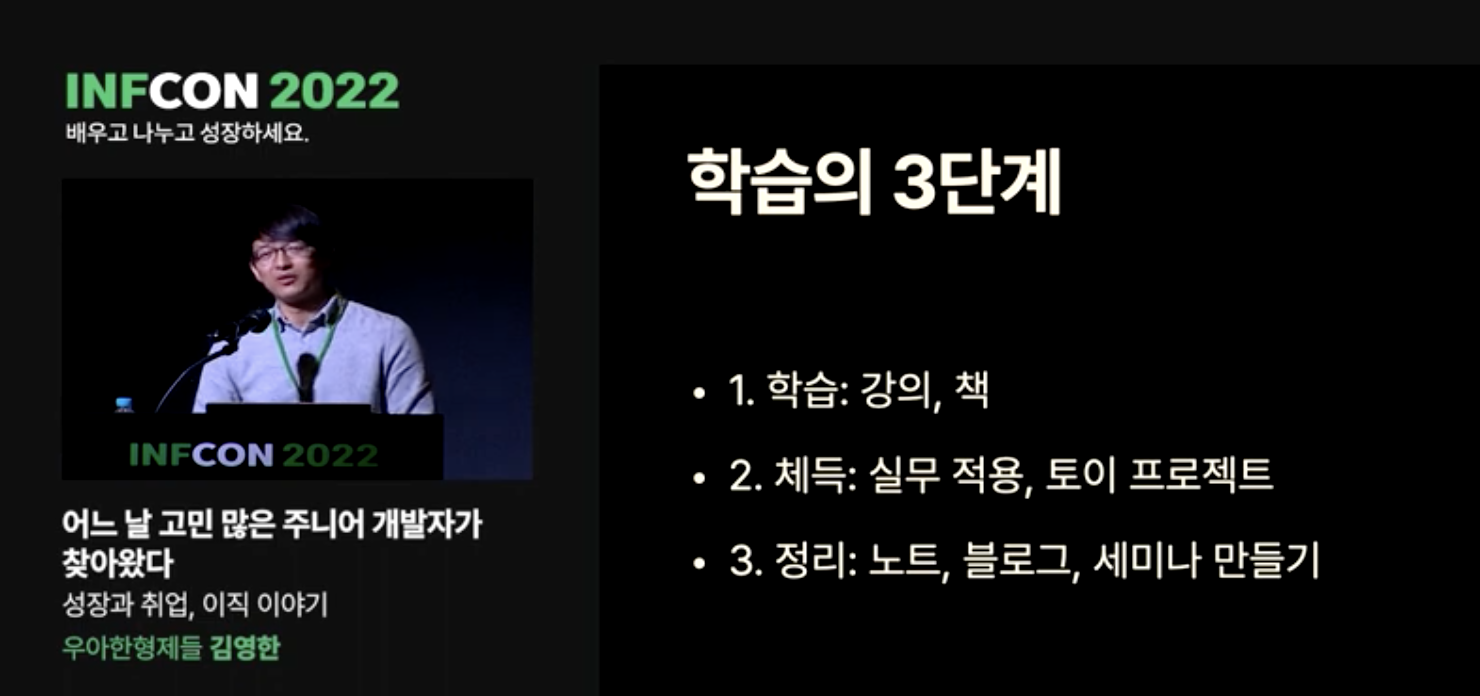 INFCON 2022
배우고 나누고 성장하세요.
INFCON 2022
어느 날 고민 많은 주니어 개발자가
찾아왔다
성장과 취업, 이직 이야기
우아한형제들 김영한
학습의 3단계
• 1. 학습: 강의, 책
• 2. 체득: 실무 적용, 토이 프로젝트
• 3. 정리: 노트, 블로그, 세미나 만들기